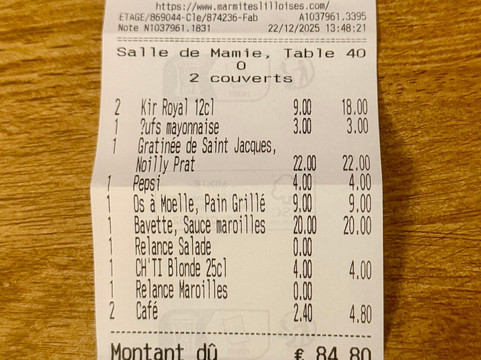 https://www.marmiteslilloises.com/
ETAGE/869044-Cle/874236-Fab A1037961.3395
Note N1037961.1831 22/12/2025 13:48:21
Salle de Mamie, Table 40
0
2 couverts
2 Kir Royal 12cl 9.00 18.00
1 ?ufs mayonnaise 3.00 3.00
1 Gratinée de Saint Jacques,
Noilly Prat 22.00 22.00
1 Pepsi 4.00 4.00
1 Os à Moelle, Pain Grillé 9.00 9.00
1 Bavette, Sauce maroilles 20.00 20.00
1 Relance Salade 0.00
1 CH'TI Blonde 25cl 4.00 4.00
1 Relance Maroilles 0.00
2 Café 2.40 4.80
Montant dû € 84.80